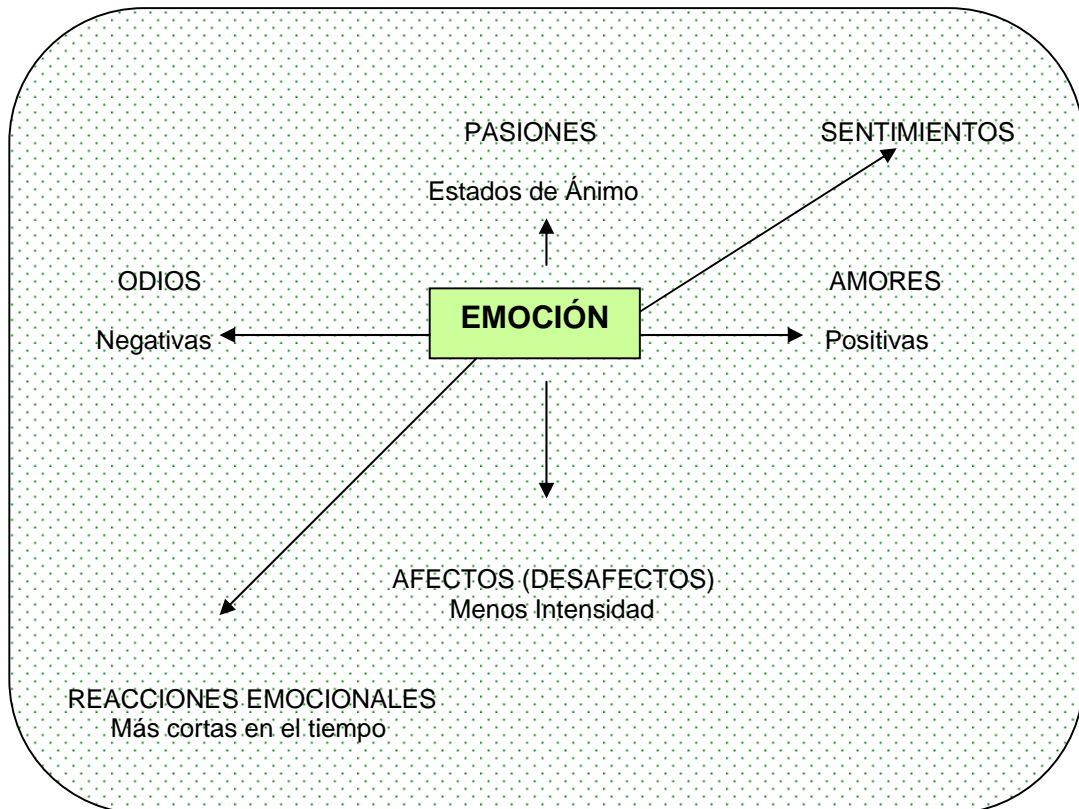 PASIONES
SENTIMIENTOS
Estados de Ánimo
ODIOS
AMORES
EMOCIÓN
Negativas
Positivas
AFECTOS (DESAFECTOS)
Menos Intensidad
REACCIONES EMOCIONALES
Más cortas en el tiempo